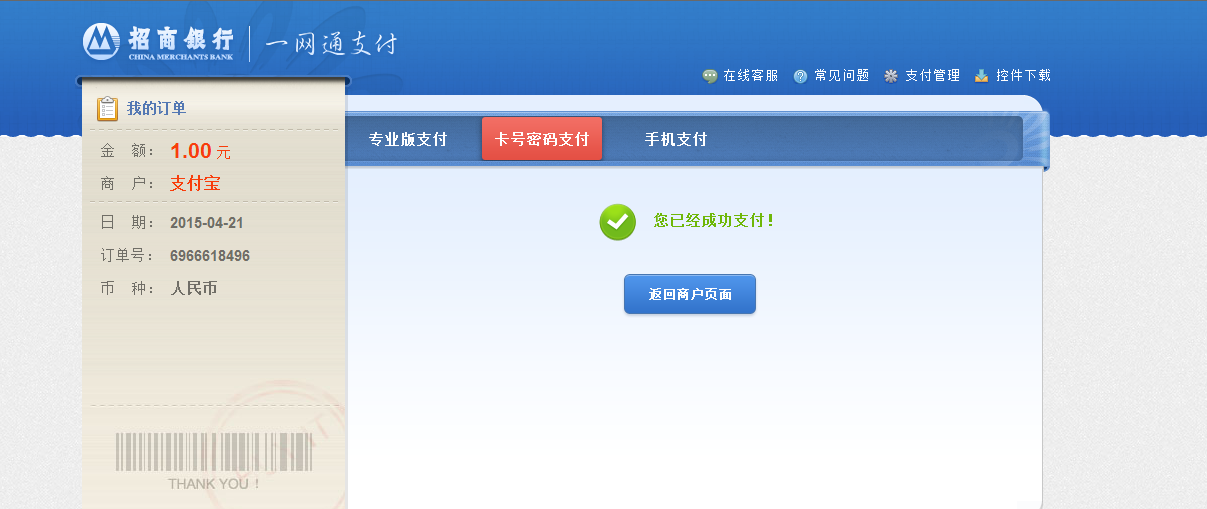 招商银行
CHINA MERCHANTS BANK
一网通支付
在线客服 常见问题 支付管理 控件下载
我的订单
金 额： 1.00 元
商 户： 支付宝
日 期： 2015-04-21
订单号： 6966618496
币 种： 人民币
THANK YOU !
专业版支付 卡号密码支付 手机支付
您已经成功支付！
返回商户页面